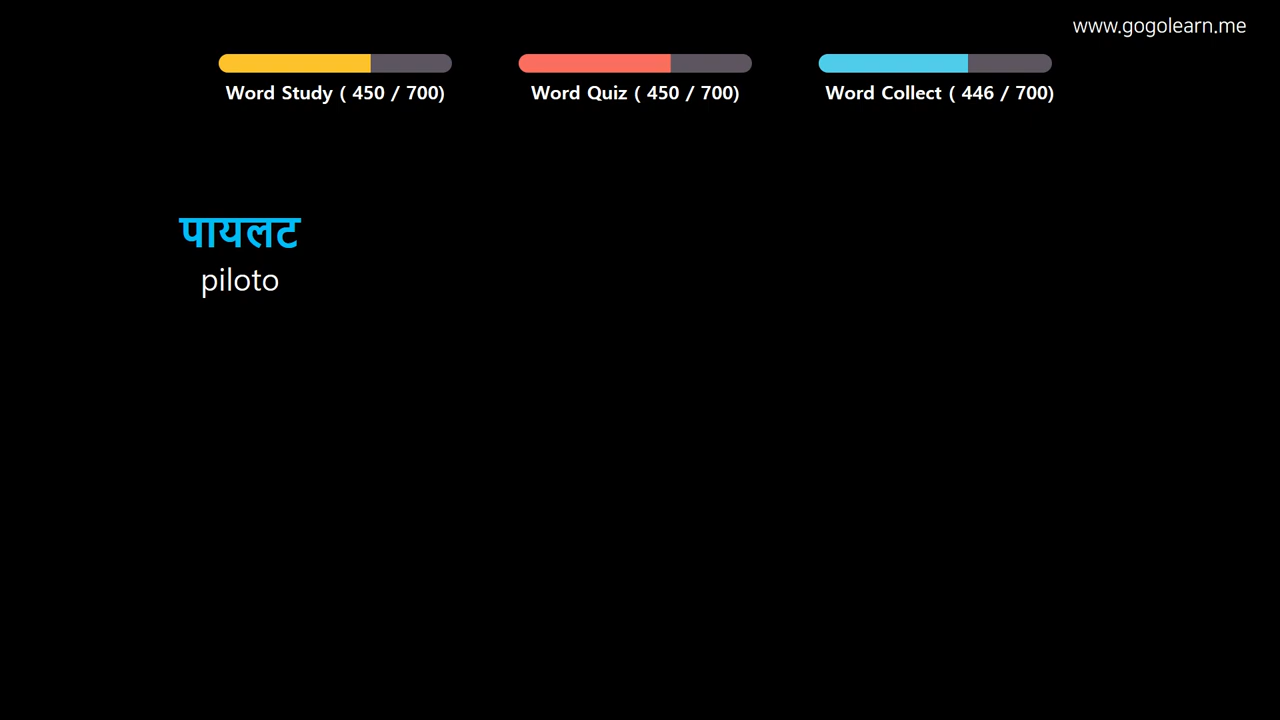 www.gogolearn.me
Word Study ( 450 / 700)
Word Quiz ( 450 / 700)
Word Collect ( 446 / 700)
पायलट
piloto